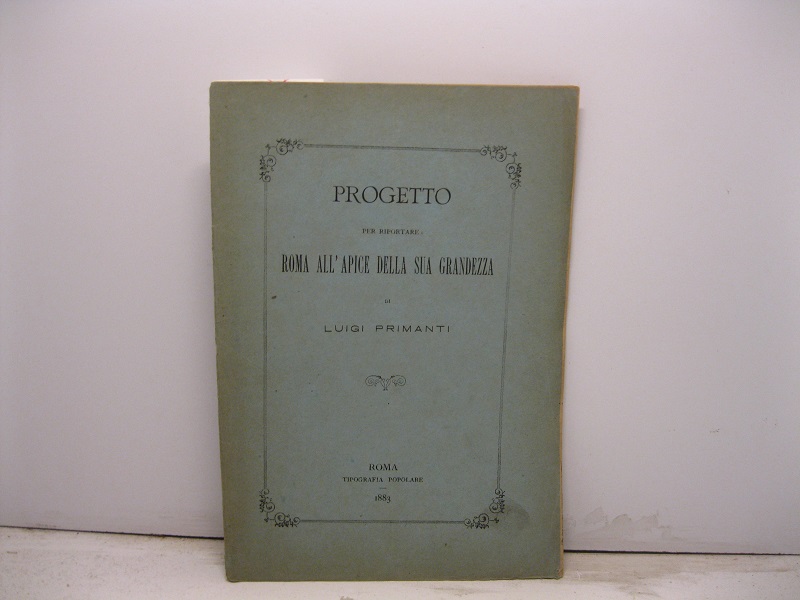 PROGETTO
PER RIPORTARE
ROMA ALL'APICE DELLA SUA GRANDEZZA
DI
LUIGI PRIMANTI
ROMA
TIPOGRAFIA POPOLARE
1883